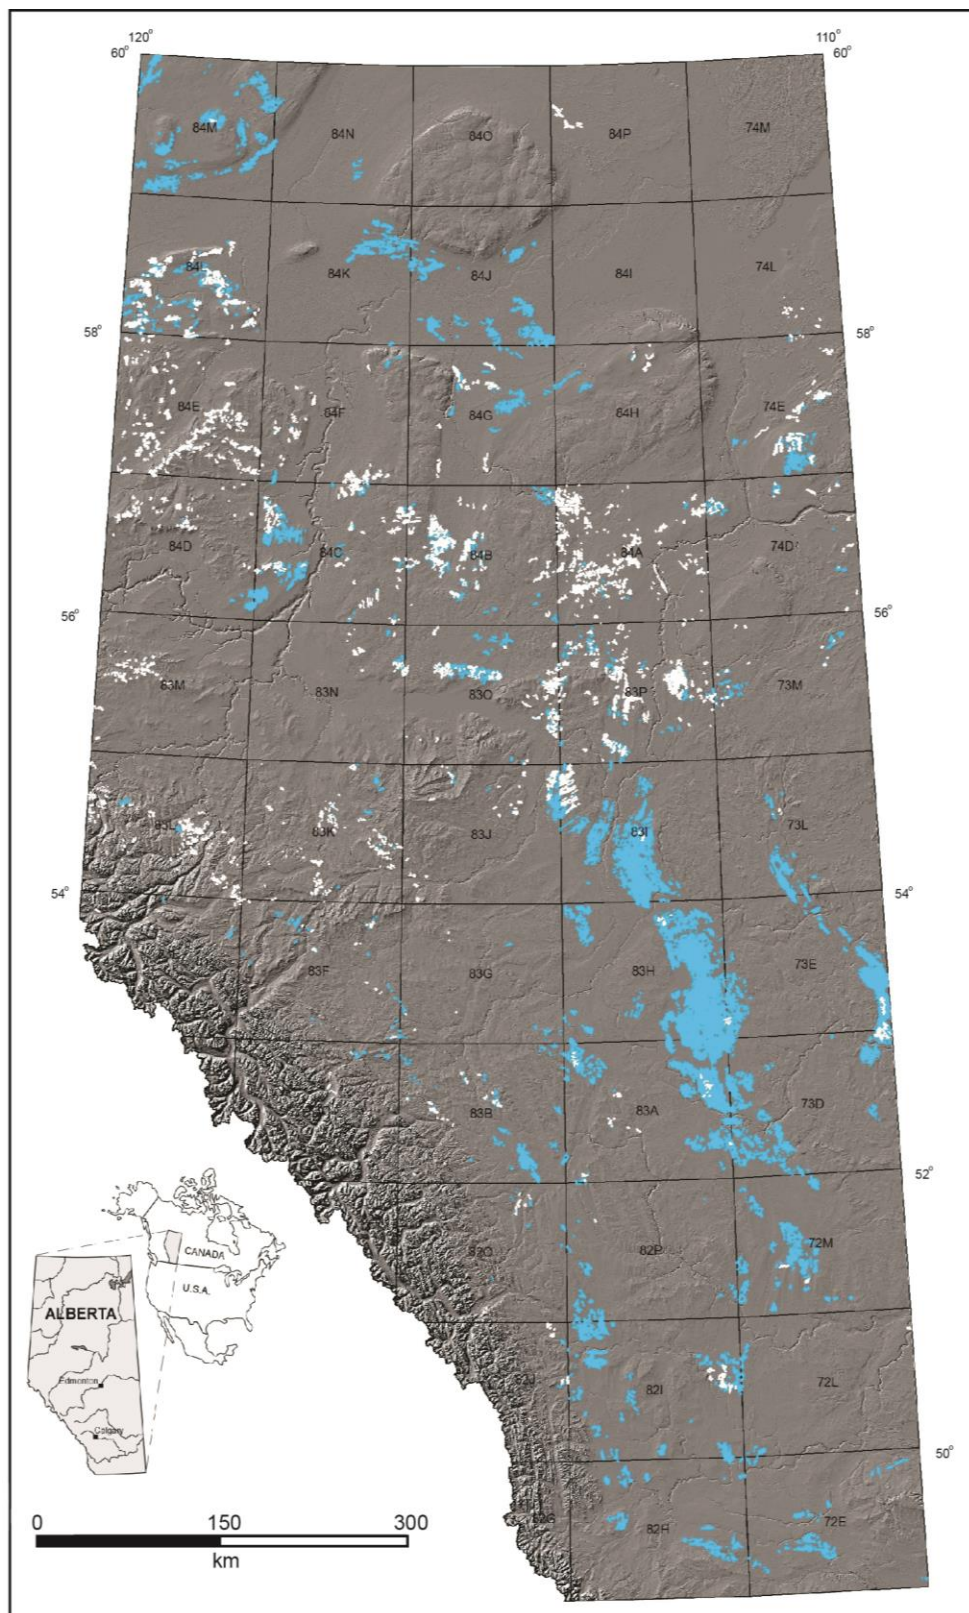 120°
110°
60°
60°
84M
84N
84O
84P
74M
84L
84K
84J
84I
74L
58°
58°
84E
84F
84G
84H
74E
84D
84C
84B
84A
74D
56°
56°
83M
83N
83O
83P
73M
83L
83K
83J
83I
73L
54°
54°
83F
83G
83H
73E
83B
83A
73D
52°
82O
82P
72M
CANADA
U.S.A.
ALBERTA
Edmonton
Calgary
82J
82I
72L
50°
82G
82H
72E
0
150
300
km